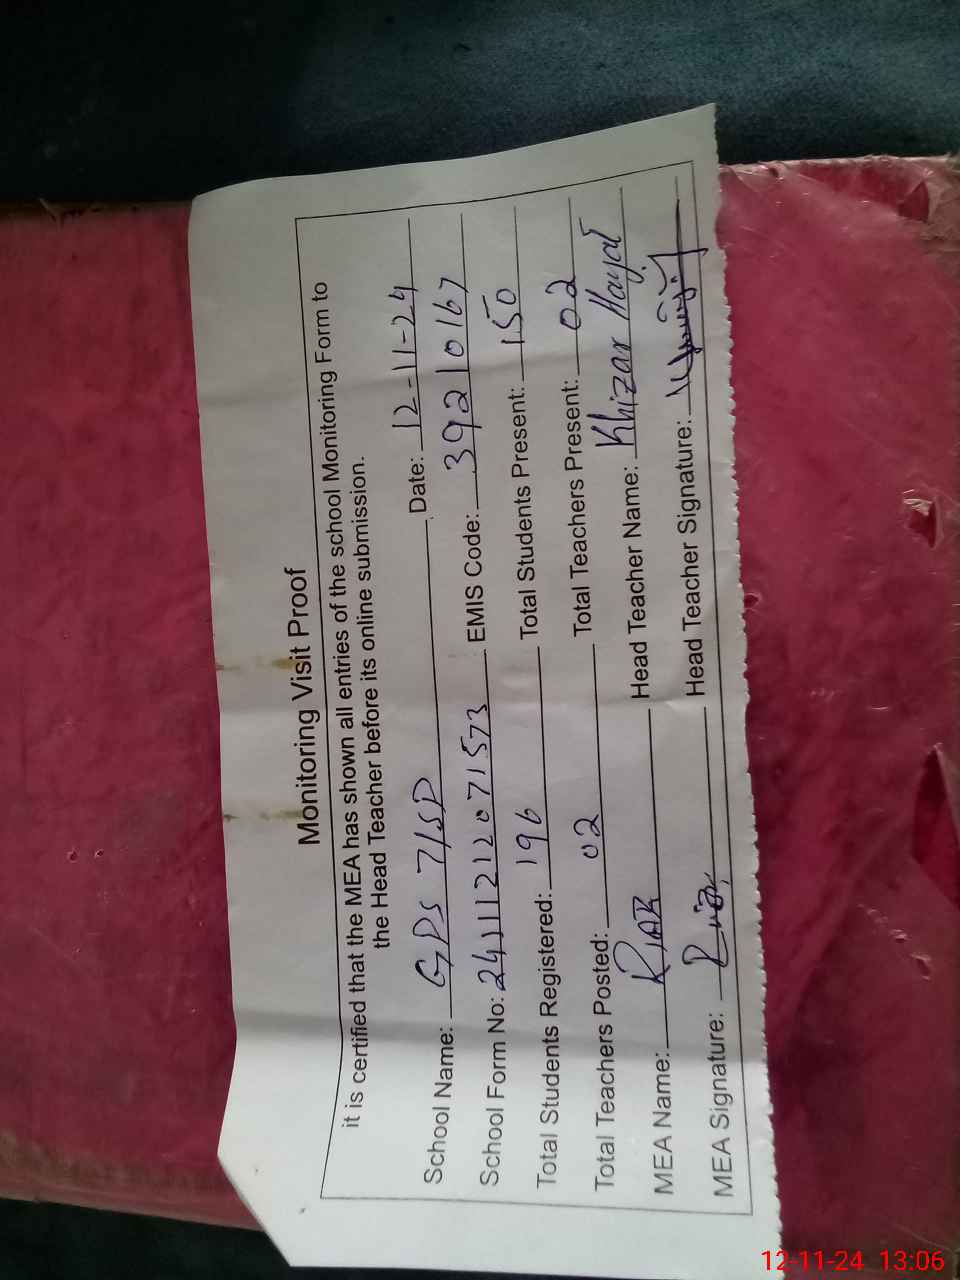 Monitoring Visit Proof
it is certified that the MEA has shown all entries of the school Monitoring Form to
the Head Teacher before its online submission.
School Name: GPS 71SP Date: 12-11-24
School Form No: 24111212071573 EMIS Code: 39210167
Total Students Registered: 196 Total Students Present: 150
Total Teachers Posted: 02 Total Teachers Present: 02
MEA Name: Head Teacher Name: Khizar Hayat
MEA Signature: Head Teacher Signature:
12-11-24 13:06